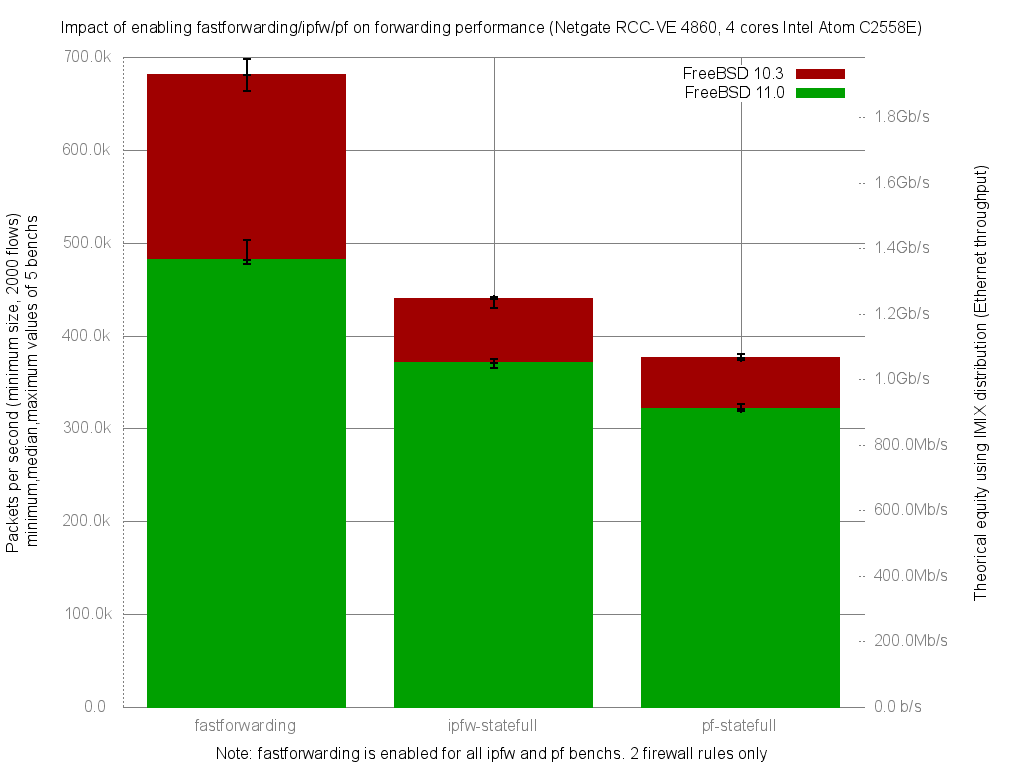 Impact of enabling fastforwarding/ipfw/pf on forwarding performance (Netgate RCC-VE 4860, 4 cores Intel Atom C2558E)
Packets per second (minimum size, 2000 flows)
minimum,median,maximum values of 5 benchs
700.0k
600.0k
500.0k
400.0k
300.0k
200.0k
100.0k
0.0
FreeBSD 10.3
FreeBSD 11.0
1.8Gb/s
1.6Gb/s
1.4Gb/s
1.2Gb/s
1.0Gb/s
800.0Mb/s
600.0Mb/s
400.0Mb/s
200.0Mb/s
0.0 b/s
Theorical equity using IMIX distribution (Ethernet throughput)
fastforwarding
ipfw-statefull
pf-statefull
Note: fastforwarding is enabled for all ipfw and pf benchs. 2 firewall rules only